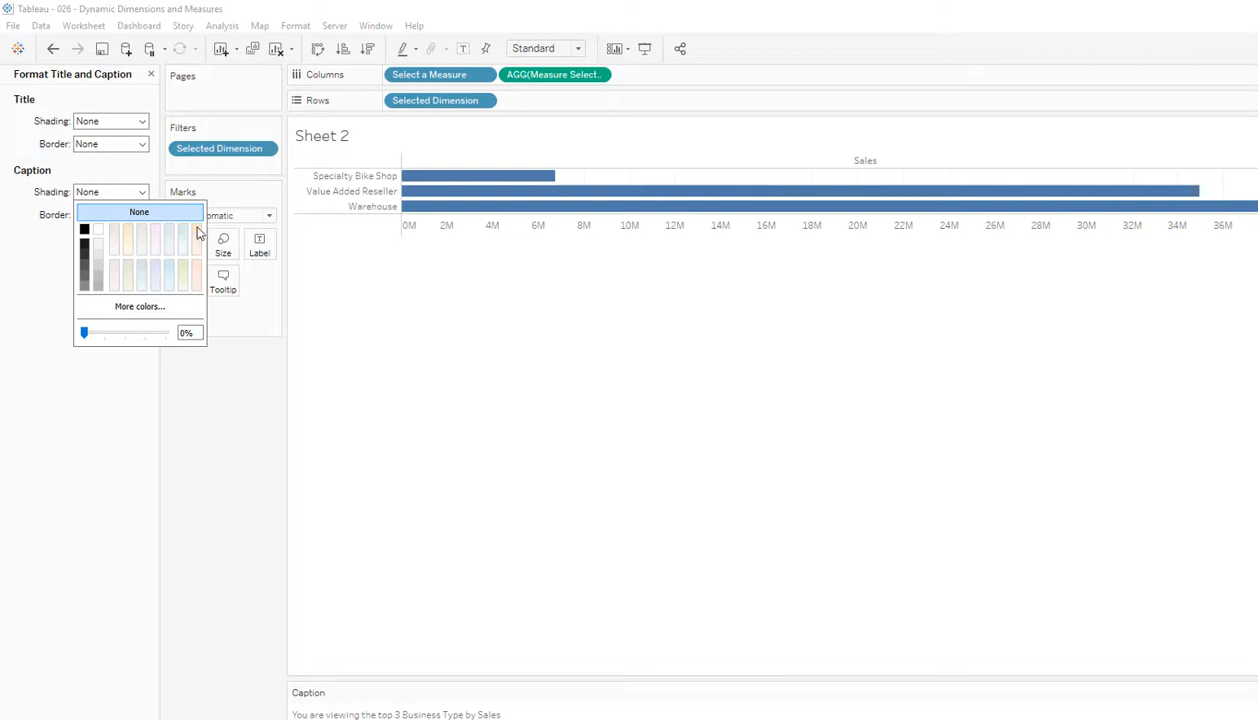 Tableau - 026 - Dynamic Dimensions and Measures
File Data Worksheet Dashboard Story Analysis Map Format Server Window Help
Standard
Format Title and Caption
Title
Shading: None
Border: None
Caption
Shading: None
Border:
None
More colors...
0%
Pages
Filters
Selected Dimension
Marks
omatic
Size
Label
Tooltip
Columns
Select a Measure
AGG(Measure Select..
Rows
Selected Dimension
Sheet 2
Sales
Specialty Bike Shop
Value Added Reseller
Warehouse
0M 2M 4M 6M 8M 10M 12M 14M 16M 18M 20M 22M 24M 26M 28M 30M 32M 34M 36M
Caption
You are viewing the top 3 Business Type by Sales